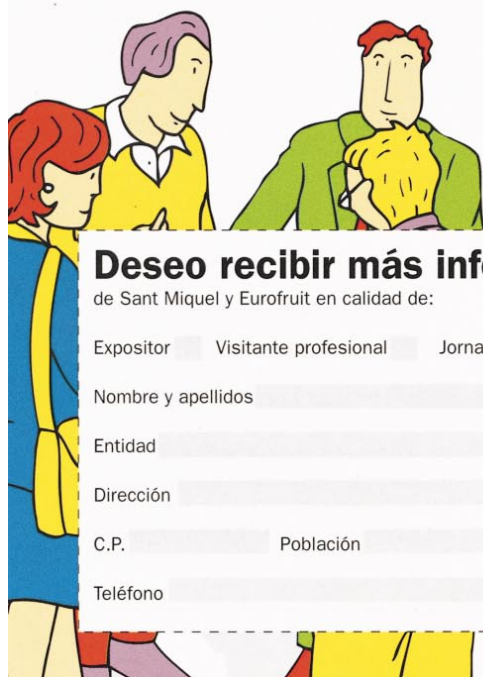 Deseo recibir más inf
de Sant Miquel y Eurofruit en calidad de:
Expositor Visitante profesional Jorna
Nombre y apellidos
Entidad
Dirección
C.P. Población
Teléfono